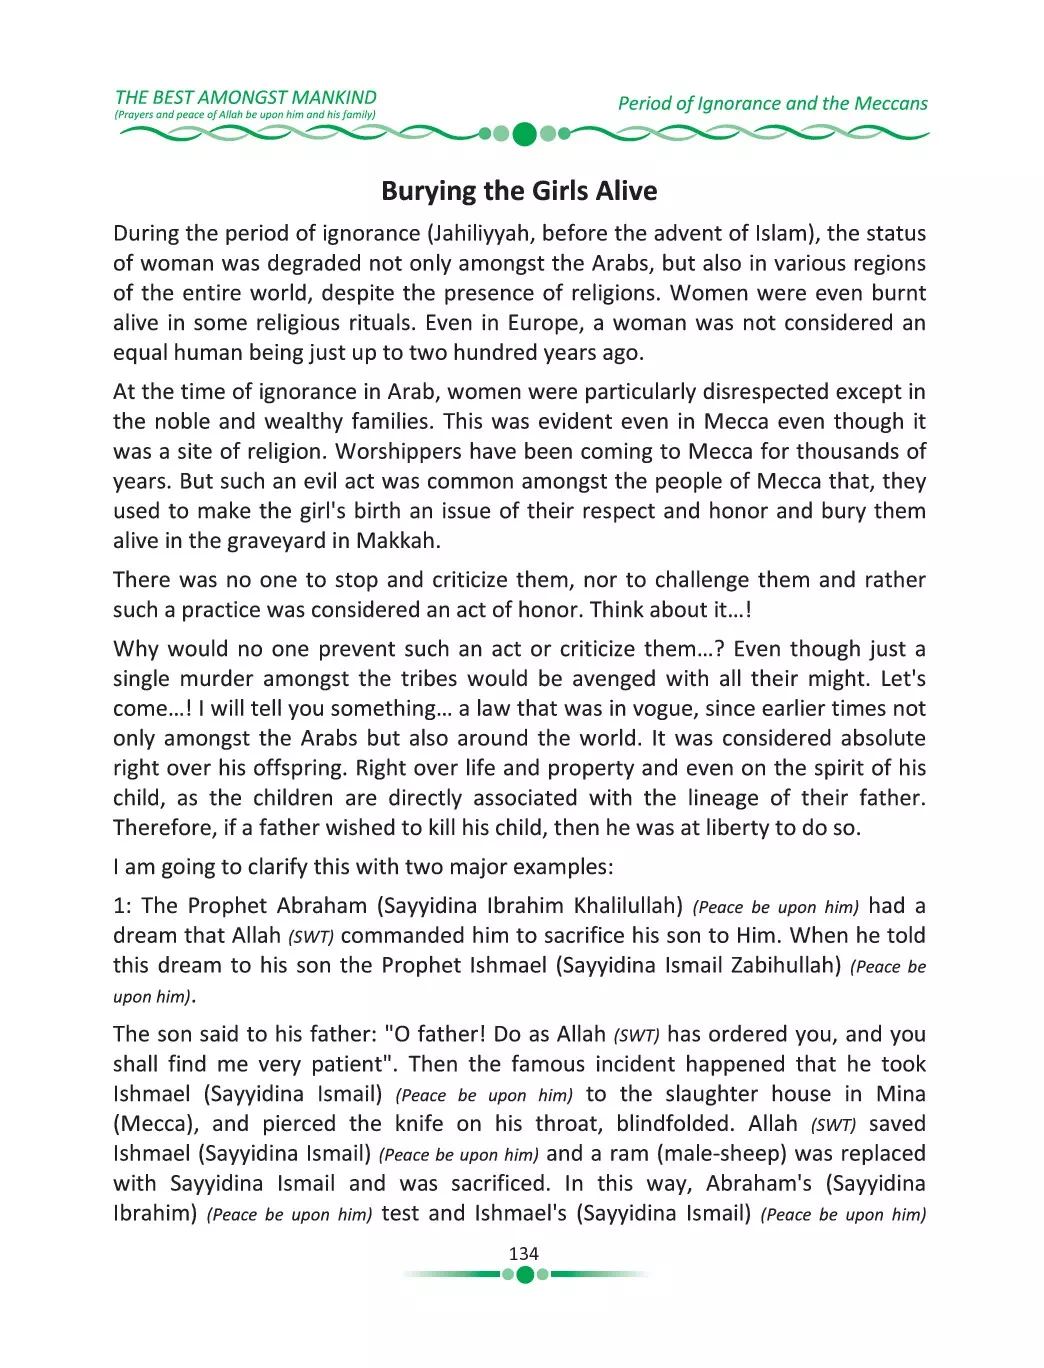 THE BEST AMONGST MANKIND
(Prayers and peace of Allah be upon him and his family)
Period of Ignorance and the Meccans
Burying the Girls Alive
During the period of ignorance (Jahiliyyah, before the advent of Islam), the status
of woman was degraded not only amongst the Arabs, but also in various regions
of the entire world, despite the presence of religions. Women were even burnt
alive in some religious rituals. Even in Europe, a woman was not considered an
equal human being just up to two hundred years ago.
At the time of ignorance in Arab, women were particularly disrespected except in
the noble and wealthy families. This was evident even in Mecca even though it
was a site of religion. Worshippers have been coming to Mecca for thousands of
years. But such an evil act was common amongst the people of Mecca that, they
used to make the girl's birth an issue of their respect and honor and bury them
alive in the graveyard in Makkah.
There was no one to stop and criticize them, nor to challenge them and rather
such a practice was considered an act of honor. Think about it…!
Why would no one prevent such an act or criticize them…? Even though just a
single murder amongst the tribes would be avenged with all their might. Let's
come…! I will tell you something… a law that was in vogue, since earlier times not
only amongst the Arabs but also around the world. It was considered absolute
right over his offspring. Right over life and property and even on the spirit of his
child, as the children are directly associated with the lineage of their father.
Therefore, if a father wished to kill his child, then he was at liberty to do so.
I am going to clarify this with two major examples:
1: The Prophet Abraham (Sayyidina Ibrahim Khalilullah) (Peace be upon him) had a
dream that Allah (SWT) commanded him to sacrifice his son to Him. When he told
this dream to his son the Prophet Ishmael (Sayyidina Ismail Zabihullah) (Peace be
upon him).
The son said to his father: "O father! Do as Allah (SWT) has ordered you, and you
shall find me very patient". Then the famous incident happened that he took
Ishmael (Sayyidina Ismail) (Peace be upon him) to the slaughter house in Mina
(Mecca), and pierced the knife on his throat, blindfolded. Allah (SWT) saved
Ishmael (Sayyidina Ismail) (Peace be upon him) and a ram (male-sheep) was replaced
with Sayyidina Ismail and was sacrificed. In this way, Abraham's (Sayyidina
Ibrahim) (Peace be upon him) test and Ishmael's (Sayyidina Ismail) (Peace be upon him)
134